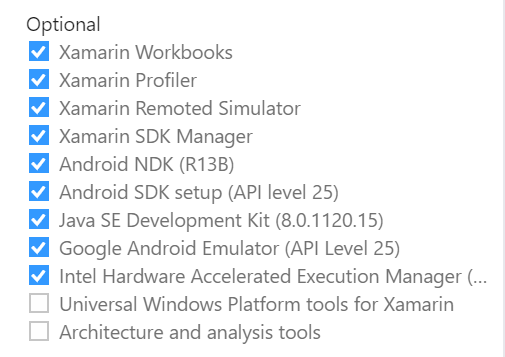 Optional
Xamarin Workbooks
Xamarin Profiler
Xamarin Remoted Simulator
Xamarin SDK Manager
Android NDK (R13B)
Android SDK setup (API level 25)
Java SE Development Kit (8.0.1120.15)
Google Android Emulator (API Level 25)
Intel Hardware Accelerated Execution Manager (...
Universal Windows Platform tools for Xamarin
Architecture and analysis tools